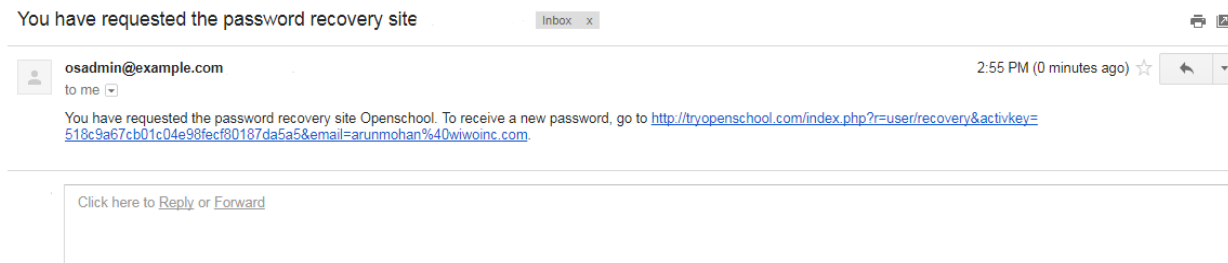 You have requested the password recovery site
Inbox x
osadmin@example.com
2:55 PM (0 minutes ago)
to me
You have requested the password recovery site Openschool. To receive a new password, go to http://tryopenschool.com/index.php?r=user/recovery&activkey=
518c9a67cb01c04e98fecf80187da5a5&email=arunmohan%40wiwoinc.com.
Click here to Reply or Forward